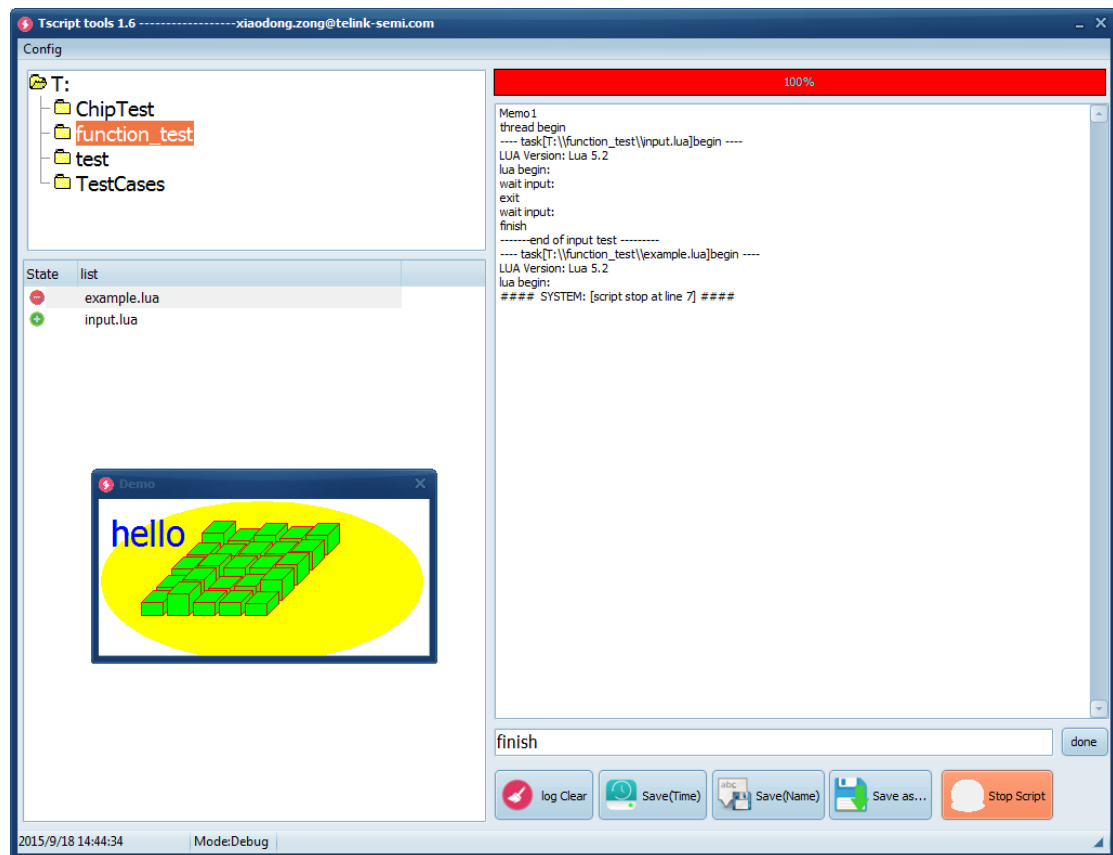 Tscript tools 1.6 ------------------xiaodong.zong@telink-semi.com
Config
T:
ChipTest
function_test
test
TestCases
State list
example.lua
input.lua
Demo
hello
100%
Memo1
thread begin
---- task[T:\\function_test\\input.lua]begin ----
LUA Version: Lua 5.2
lua begin:
wait input:
exit
wait input:
finish
-------end of input test ---------
---- task[T:\\function_test\\example.lua]begin ----
LUA Version: Lua 5.2
lua begin:
#### SYSTEM: [script stop at line 7] ####
finish
done
log Clear
abc
Save(Time)
Save(Name)
Save as...
Stop Script
2015/9/18 14:44:34 Mode:Debug